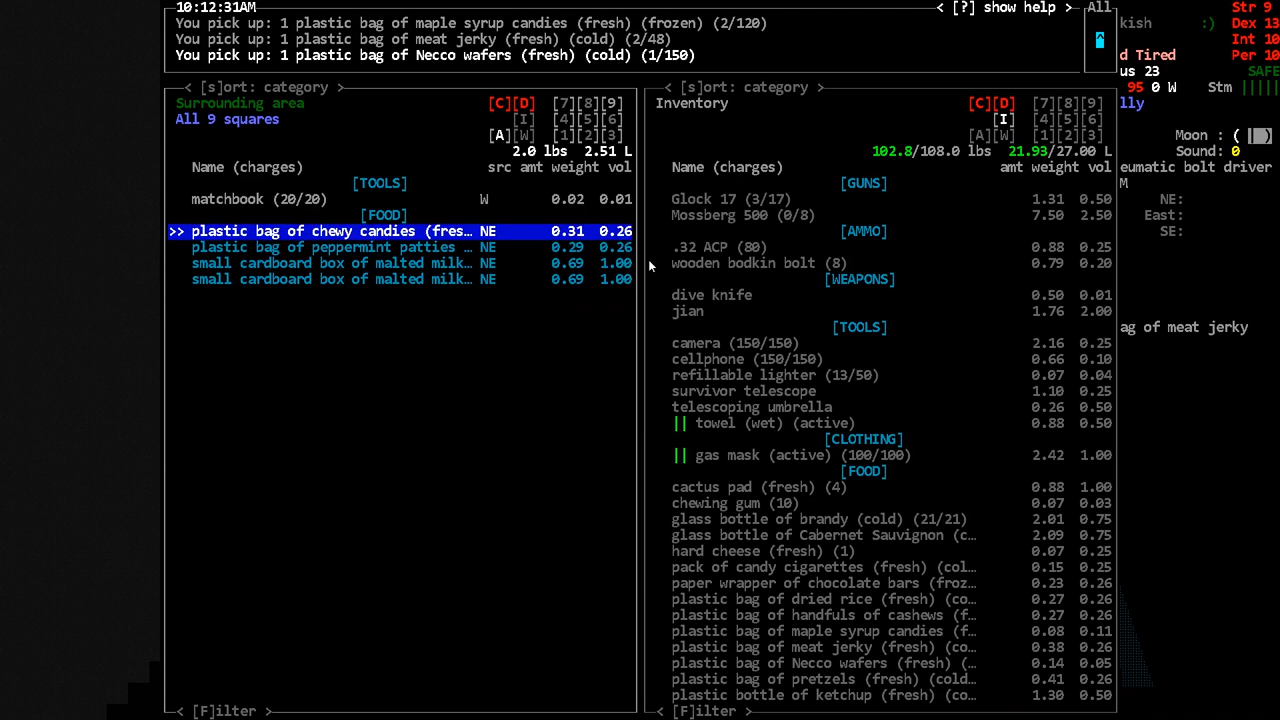 10:12:31AM < [?] show help > All Str 9
You pick up: 1 plastic bag of maple syrup candies (fresh) (frozen) (2/120) kish :) Dex 13
You pick up: 1 plastic bag of meat jerky (fresh) (cold) (2/48) ^ Int 10
You pick up: 1 plastic bag of Necco wafers (fresh) (cold) (1/150) d Tired Per 10
us 23 SAFE
< [s]ort: category > < [s]ort: category > 95 0 W Stm |||||
Surrounding area [C][D] [7][8][9] Inventory [C][D] [7][8][9] lly
All 9 squares [I] [4][5][6] [I] [4][5][6]
[A][W] [1][2][3] [A][W] [1][2][3] Moon : ( |)
2.0 lbs 2.51 L 102.8/108.0 lbs 21.93/27.00 L Sound: 0
Name (charges) src amt weight vol Name (charges) amt weight vol eumatic bolt driver
[TOOLS] [GUNS] M
matchbook (20/20) W 0.02 0.01 Glock 17 (3/17) 1.31 0.50 NE:
[FOOD] Mossberg 500 (0/8) 7.50 2.50 East:
>> plastic bag of chewy candies (fres… NE 0.31 0.26 [AMMO] SE:
plastic bag of peppermint patties … NE 0.29 0.26 .32 ACP (80) 0.88 0.25
small cardboard box of malted milk… NE 0.69 1.00 wooden bodkin bolt (8) 0.79 0.20
small cardboard box of malted milk… NE 0.69 1.00 [WEAPONS]
dive knife 0.50 0.01
jian 1.76 2.00
[TOOLS] ag of meat jerky
camera (150/150) 2.16 0.25
cellphone (150/150) 0.66 0.10
refillable lighter (13/50) 0.07 0.04
survivor telescope 1.10 0.25
telescoping umbrella 0.26 0.50
|| towel (wet) (active) 0.88 0.50
[CLOTHING]
|| gas mask (active) (100/100) 2.42 1.00
[FOOD]
cactus pad (fresh) (4) 0.88 1.00
chewing gum (10) 0.07 0.03
glass bottle of brandy (cold) (21/21) 2.01 0.75
glass bottle of Cabernet Sauvignon (c… 2.09 0.75
hard cheese (fresh) (1) 0.07 0.25
pack of candy cigarettes (fresh) (col… 0.15 0.25
paper wrapper of chocolate bars (froz… 0.23 0.26
plastic bag of dried rice (fresh) (co… 0.27 0.26
plastic bag of handfuls of cashews (f… 0.27 0.26
plastic bag of maple syrup candies (f… 0.08 0.11
plastic bag of meat jerky (fresh) (co… 0.38 0.26
plastic bag of Necco wafers (fresh) (… 0.14 0.05
plastic bag of pretzels (fresh) (cold… 0.41 0.26
plastic bottle of ketchup (fresh) (co… 1.30 0.50
< [F]ilter > < [F]ilter >